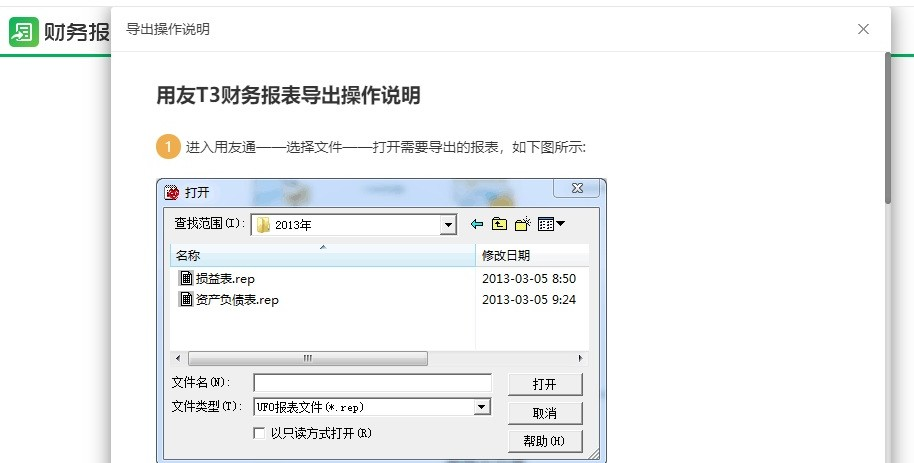 财务报
导出操作说明
用友T3财务报表导出操作说明
1 进入用友通——选择文件——打开需要导出的报表，如下图所示:
打开
查找范围(I): 2013年
名称 修改日期
损益表.rep 2013-03-05 8:50
资产负债表.rep 2013-03-05 9:24
文件名(N): 打开
文件类型(T): UFO报表文件(*.rep) 取消
以只读方式打开(R) 帮助(H)